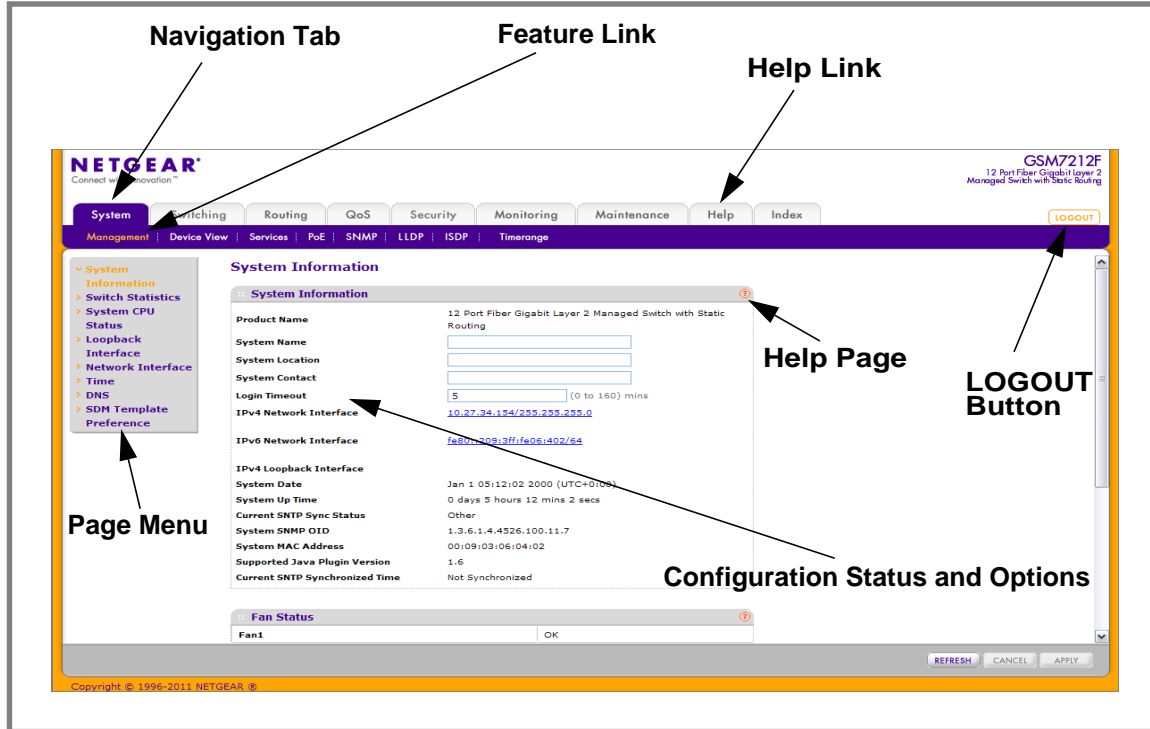 Navigation Tab
Feature Link
Help Link
NETGEAR®
Connect with Innovation™
GSM7212F
12 Port Fiber Gigabit Layer 2
Managed Switch with Static Routing
System Switching Routing QoS Security Monitoring Maintenance Help Index
LOGOUT
Management Device View Services PoE SNMP LLDP ISDP Timerange
System
Information
Switch Statistics
System CPU
Status
Loopback
Interface
Network Interface
Time
DNS
SDM Template
Preference
System Information
System Information
Product Name 12 Port Fiber Gigabit Layer 2 Managed Switch with Static
Routing
System Name
System Location
System Contact
Login Timeout 5 (0 to 160) mins
IPv4 Network Interface 10.27.34.154/255.255.255.0
IPv6 Network Interface fe80::209:3ff:fe06:402/64
IPv4 Loopback Interface
System Date Jan 1 05:12:02 2000 (UTC+0:00)
System Up Time 0 days 5 hours 12 mins 2 secs
Current SNTP Sync Status Other
System SNMP OID 1.3.6.1.4.4526.100.11.7
System MAC Address 00:09:03:06:04:02
Supported Java Plugin Version 1.6
Current SNTP Synchronized Time Not Synchronized
Help Page
LOGOUT
Button
Page Menu
Configuration Status and Options
Fan Status
Fan1 OK
REFRESH CANCEL APPLY
Copyright © 1996-2011 NETGEAR ®